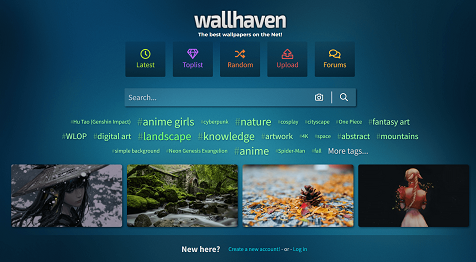 wallhaven
The best wallpapers on the Net!
Latest Toplist Random Upload Forums
Search...
#Hu Tao (Genshin Impact) #anime girls #cyberpunk #nature #cosplay #cityscape #One Piece #fantasy art
#WLOP #digital art #landscape #knowledge #artwork #4K #space #abstract #mountains
#simple background #Neon Genesis Evangelion #anime #Spider-Man #fall More tags...
New here? Create a new account! - or - Log in